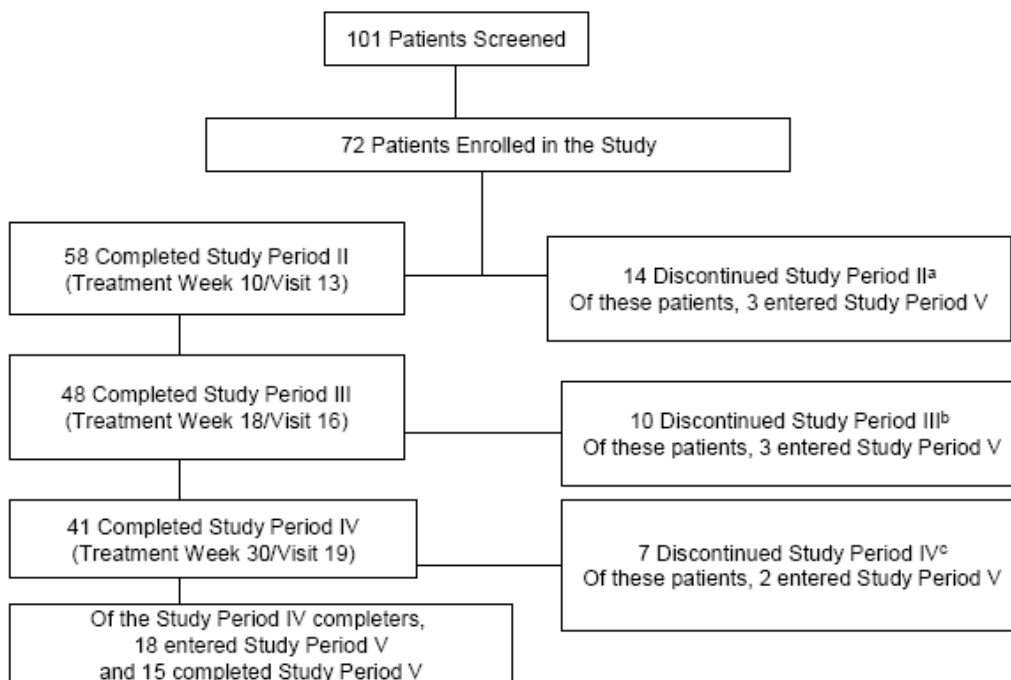 101 Patients Screened
72 Patients Enrolled in the Study
58 Completed Study Period II
(Treatment Week 10/Visit 13)
14 Discontinued Study Period IIᵃ
Of these patients, 3 entered Study Period V
48 Completed Study Period III
(Treatment Week 18/Visit 16)
10 Discontinued Study Period IIIᵇ
Of these patients, 3 entered Study Period V
41 Completed Study Period IV
(Treatment Week 30/Visit 19)
7 Discontinued Study Period IVᶜ
Of these patients, 2 entered Study Period V
Of the Study Period IV completers,
18 entered Study Period V
and 15 completed Study Period V